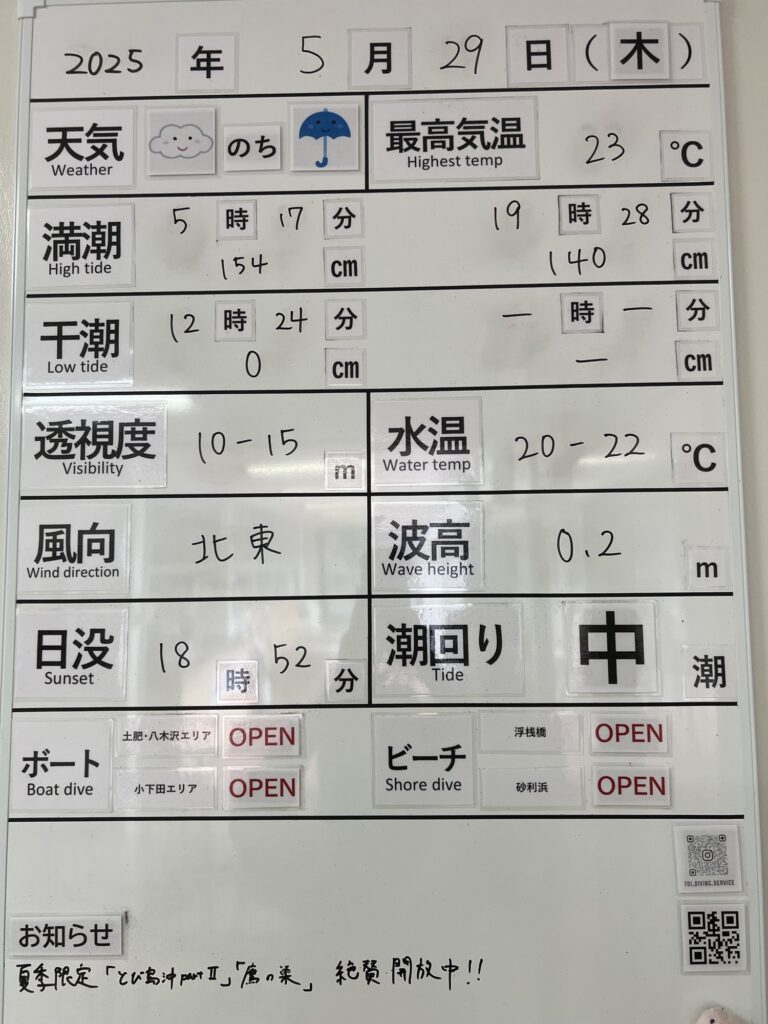 2025 年 5 月 29 日 (木)
天気 のち 最高気温 23 ℃
Weather Highest temp
満潮 5 時 17 分 19 時 28 分
High tide 154 cm 140 cm
干潮 12 時 24 分 — 時 — 分
Low tide 0 cm — cm
透視度 10-15 m 水温 20-22 ℃
Visibility Water temp
風向 北東 波高 0.2 m
Wind direction Wave height
日没 18 時 52 分 潮回り 中 潮
Sunset Tide
ボート 土肥・八木沢エリア OPEN ビーチ 浮桟橋 OPEN
Boat dive 小下田エリア OPEN Shore dive 砂利浜 OPEN
TOI_DIVING_SERVICE
お知らせ
夏季限定「とび島沖partⅡ」「鷹の巣」 絶賛開放中!!